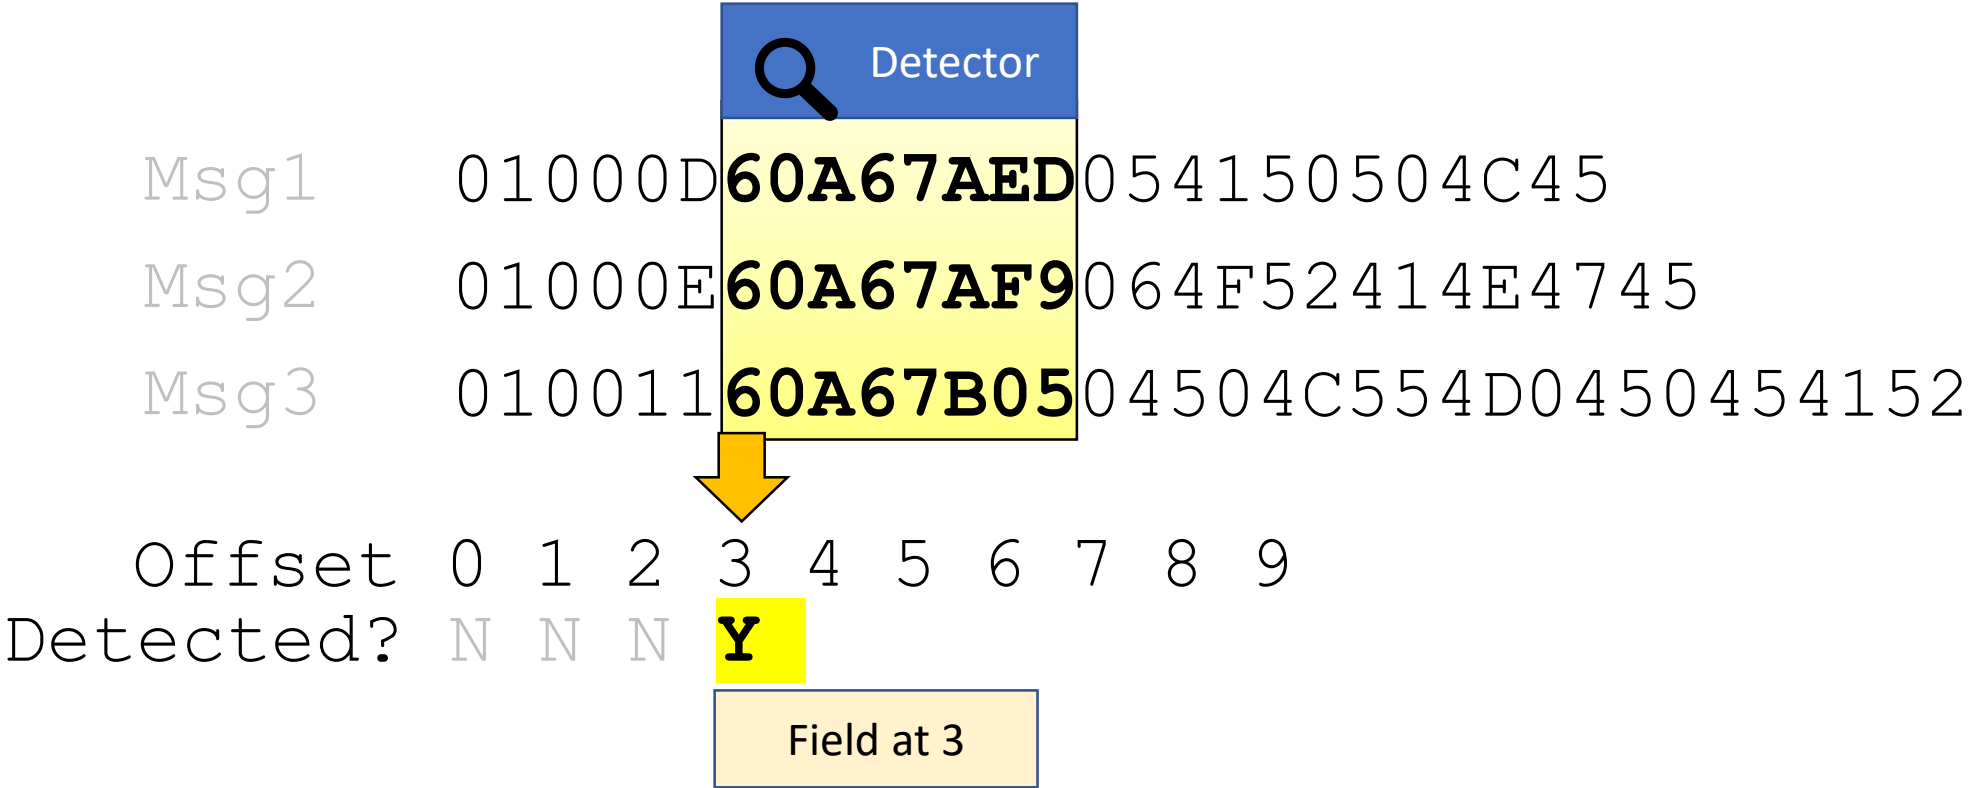 Detector
Msg1 01000D60A67AED054150504C45
Msg2 01000E60A67AF9064F52414E4745
Msg3 01001160A67B0504504C554D0450454152
Offset 0 1 2 3 4 5 6 7 8 9
Detected? N N N Y
Field at 3